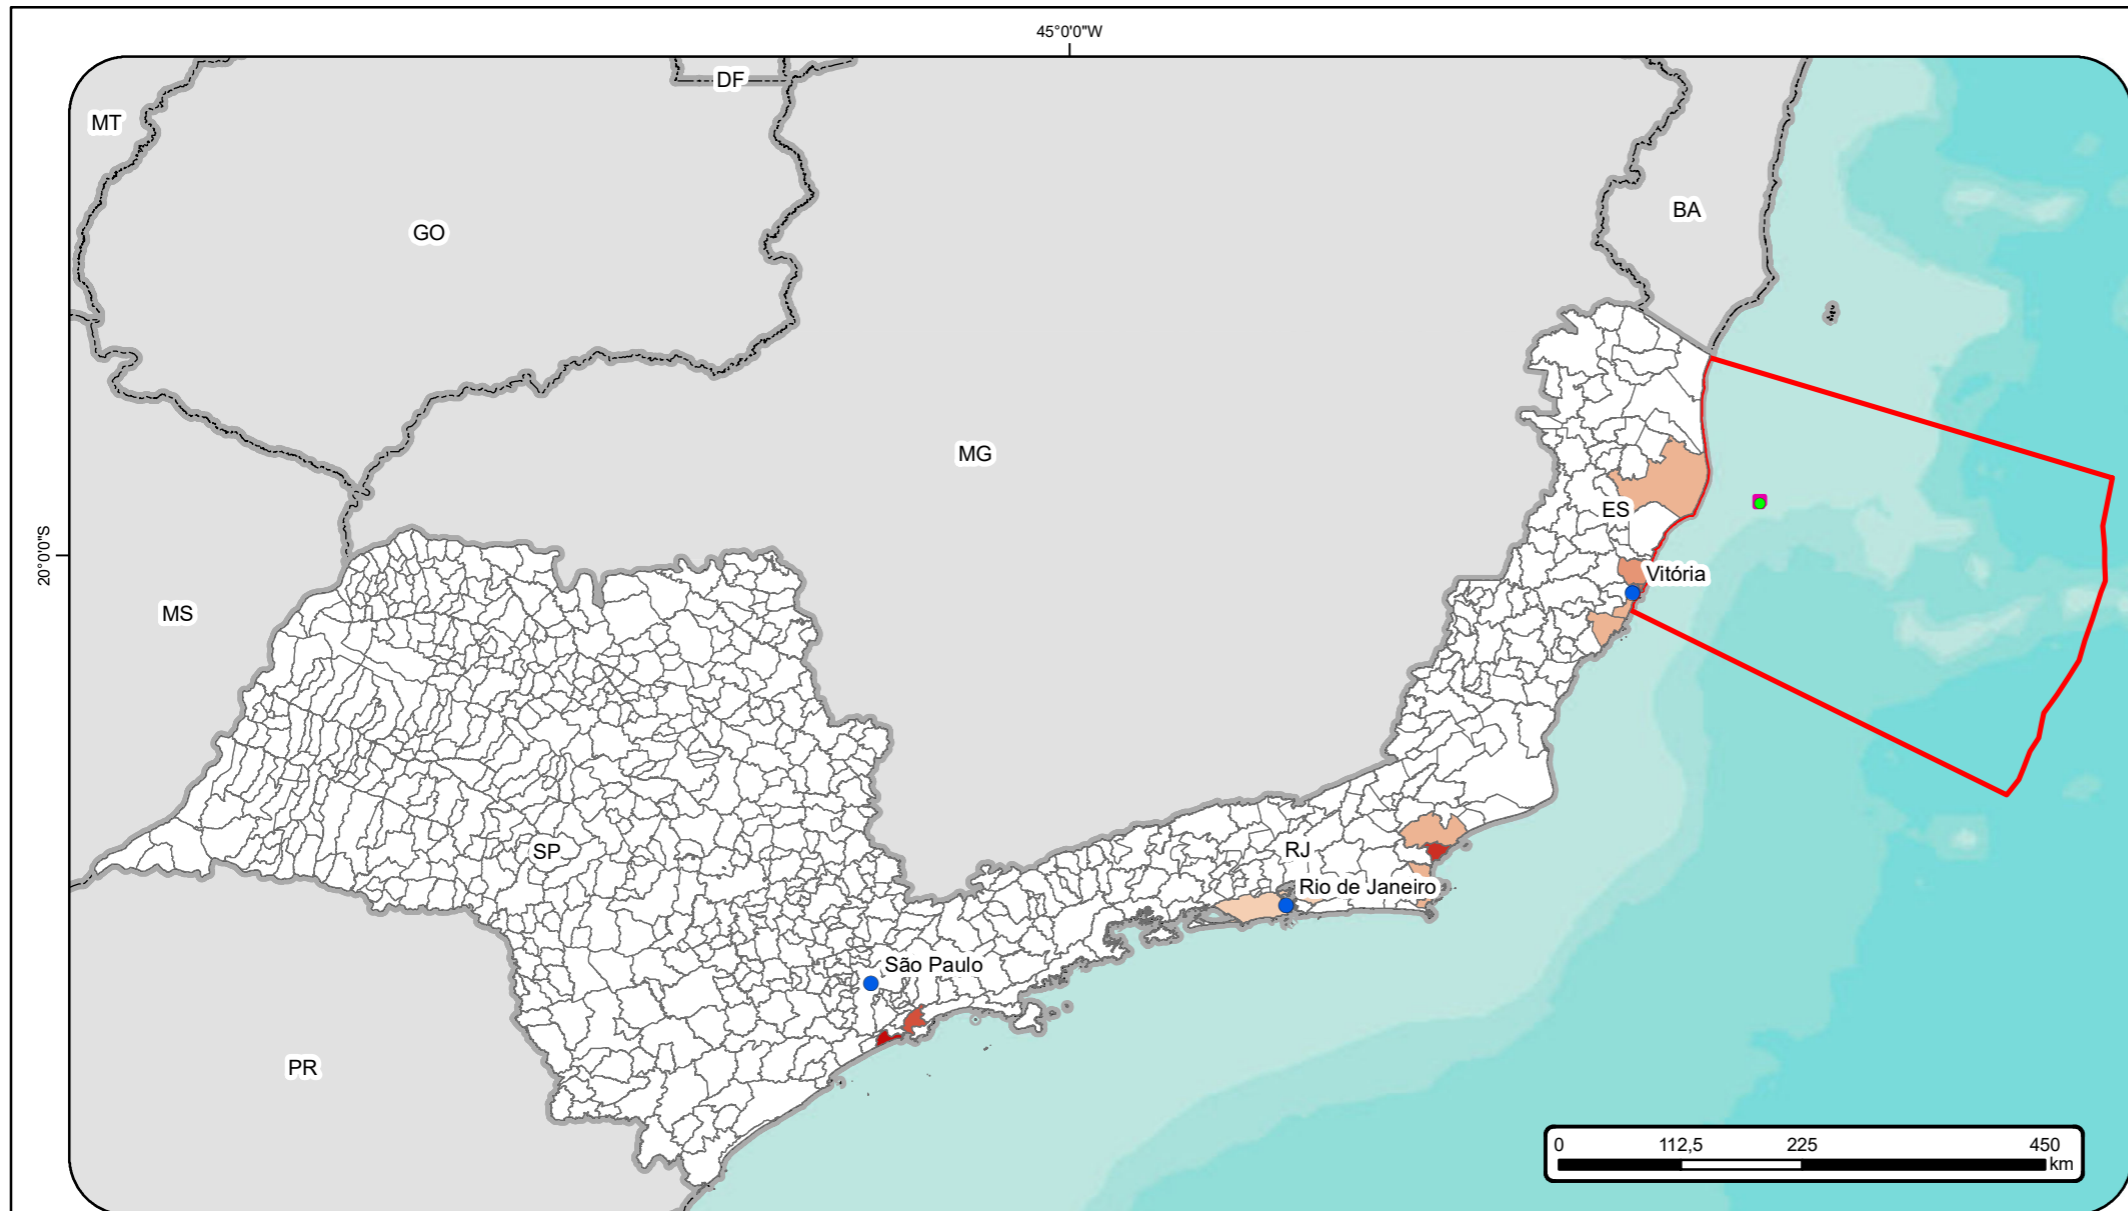 45°0'0"W
DF
MT
BA
GO
MG
ES
20°0'0"S
Vitória
MS
SP
RJ
Rio de Janeiro
São Paulo
PR
0 112,5 225 450
km